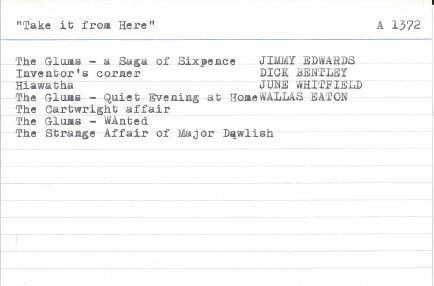 "Take it from Here" A 1372
The Glums - a Saga of Sixpence JIMMY EDWARDS
Inventor's corner DICK BENTLEY
Hiawatha JUNE WHITFIELD
The Glums - Quiet Evening at HomeWALLAS EATON
The Cartwright affair
The Glums - WAnted
The Strange Affair of Major Dawlish